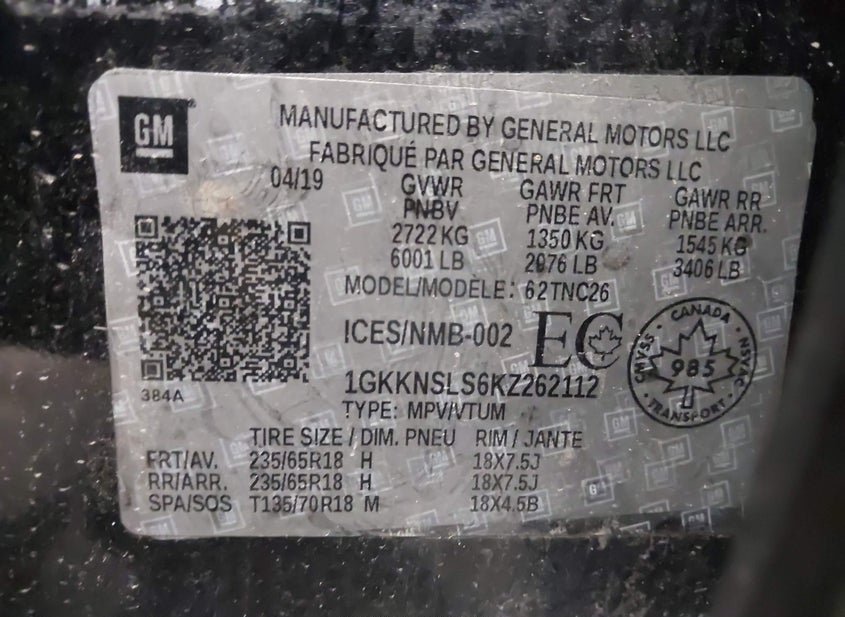 GM
MANUFACTURED BY GENERAL MOTORS LLC
FABRIQUÉ PAR GENERAL MOTORS LLC
04/19 GVWR GAWR FRT GAWR RR
PNBV PNBE AV. PNBE ARR.
2722 KG 1350 KG 1545 KG
6001 LB 2976 LB 3406 LB
MODEL/MODÈLE: 62TNC26
ICES/NMB-002 EC
CANADA
CMVSS 985 NSVAC
TRANSPORT
384A
1GKKNSLS6KZ262112
TYPE: MPV/VTUM
TIRE SIZE / DIM. PNEU RIM / JANTE
FRT/AV. 235/65R18 H 18X7.5J
RR/ARR. 235/65R18 H 18X7.5J
SPA/SOS T135/70R18 M 18X4.5B